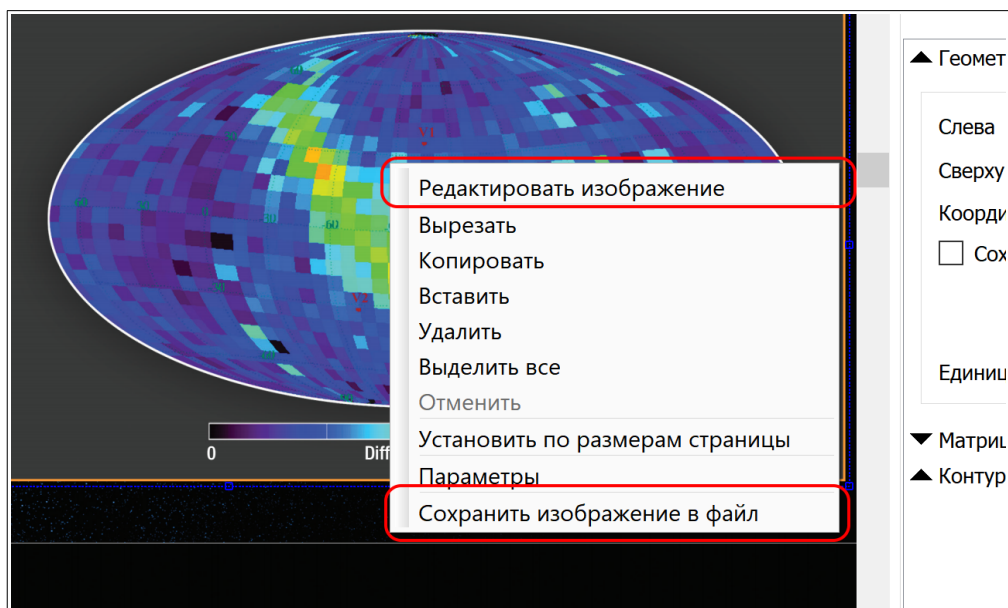 V1
60
V2
0
Diff
Редактировать изображение
Вырезать
Копировать
Вставить
Удалить
Выделить все
Отменить
Установить по размерам страницы
Параметры
Сохранить изображение в файл
Геомет
Слева
Сверху
Коорди
Сох
Единиц
Матриц
Контур